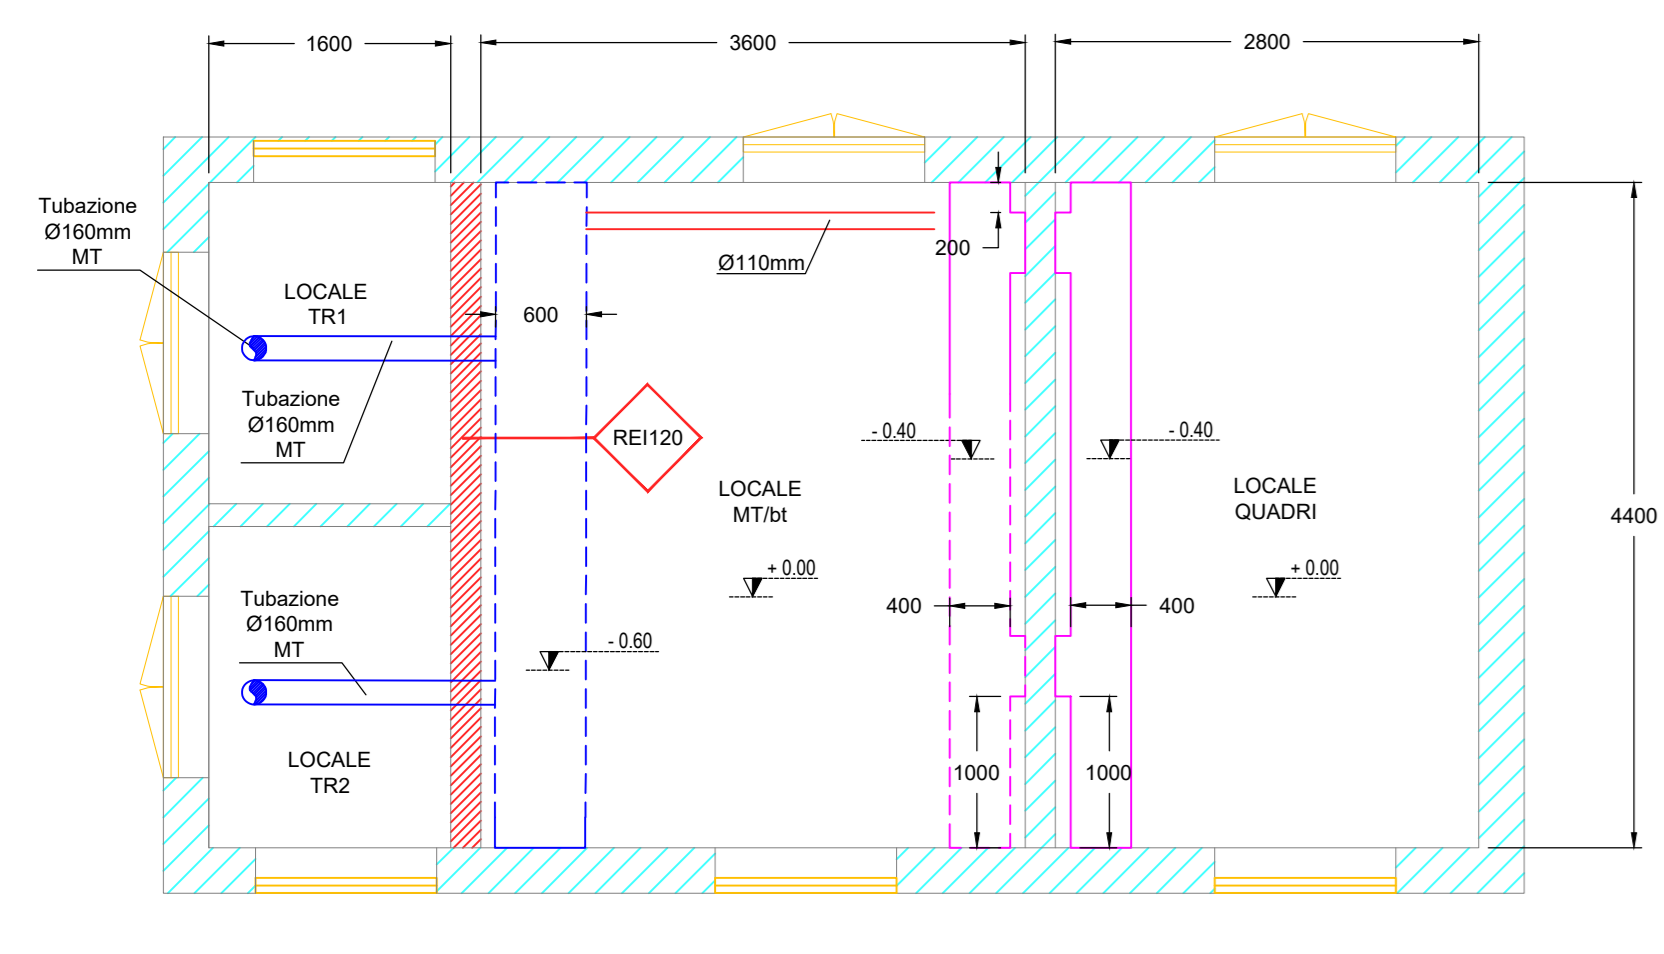 1600
3600
2800
Tubazione
Ø160mm
MT
200
Ø110mm
LOCALE
TR1
600
Tubazione
Ø160mm
MT
REI120
- 0.40
- 0.40
LOCALE
MT/bt
LOCALE
QUADRI
4400
+ 0.00
+ 0.00
Tubazione
Ø160mm
MT
400
400
- 0.60
LOCALE
TR2
1000
1000